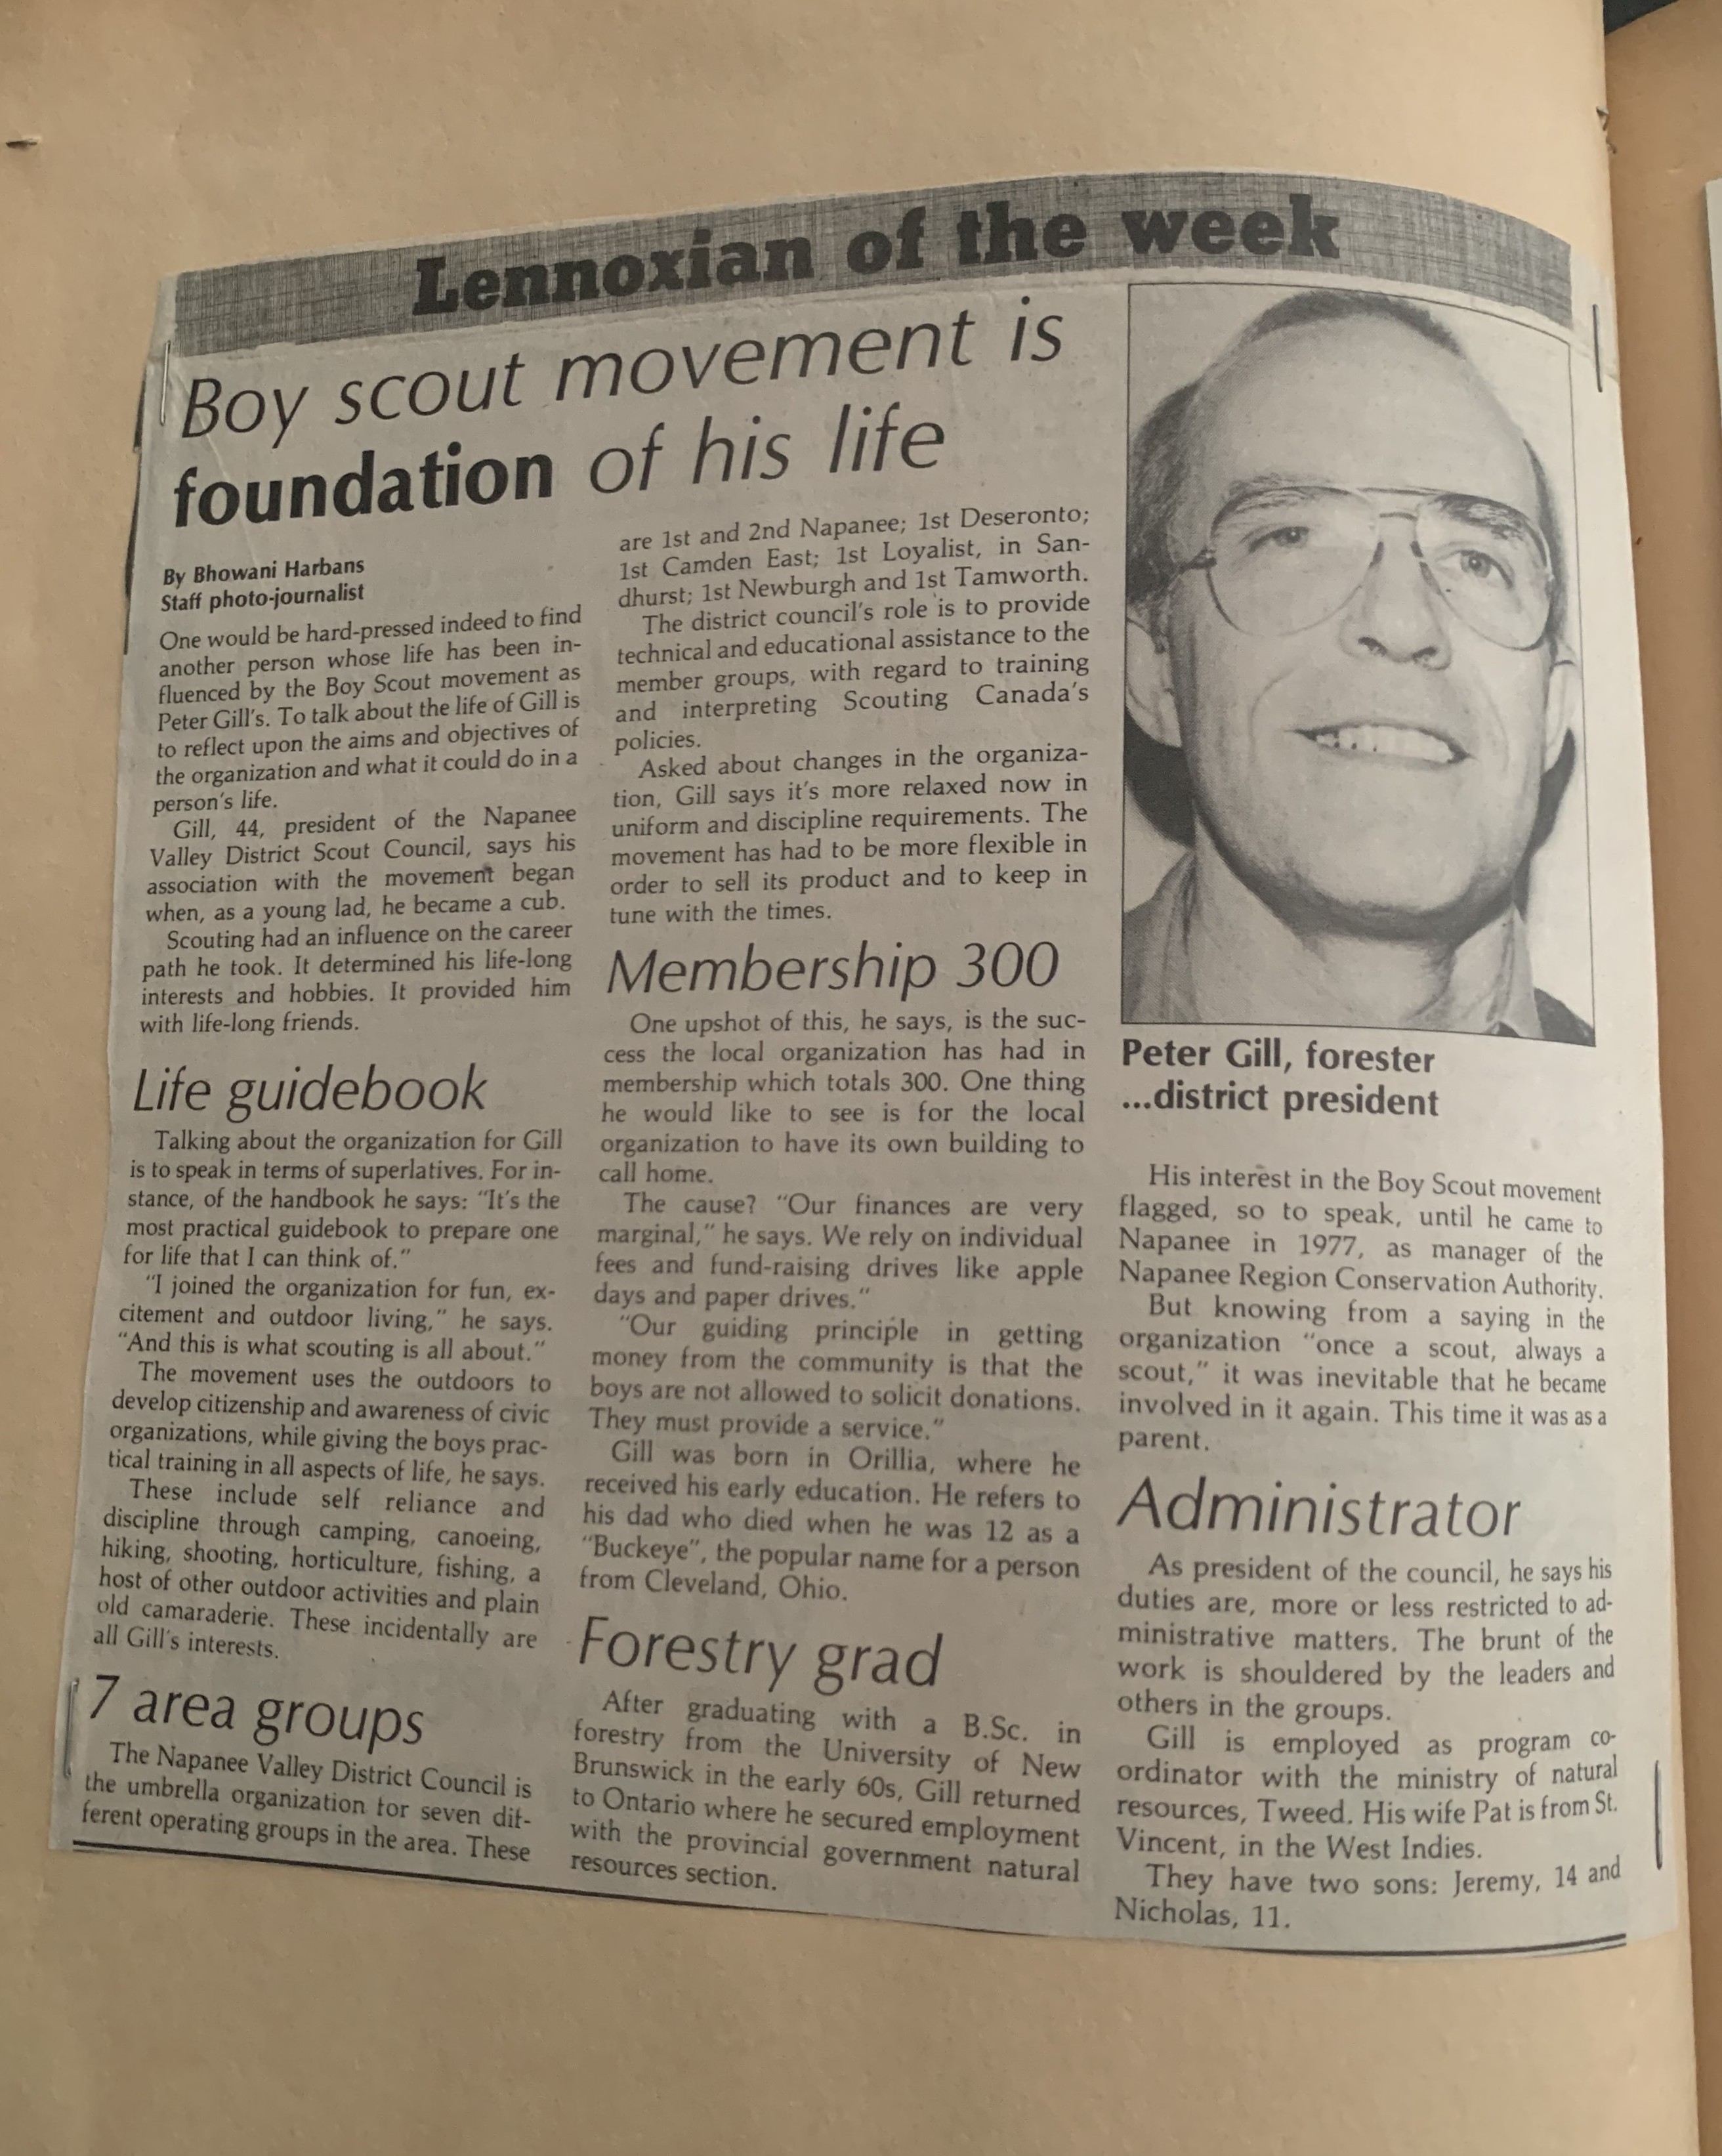 Lennoxian of the week
Boy scout movement is
foundation of his life
By Bhowani Harbans
Staff photo-journalist
One would be hard-pressed indeed to find
another person whose life has been in-
fluenced by the Boy Scout movement as
Peter Gill's. To talk about the life of Gill is
to reflect upon the aims and objectives of
the organization and what it could do in a
person's life.
Gill, 44, president of the Napanee
Valley District Scout Council, says his
association with the movement began
when, as a young lad, he became a cub.
Scouting had an influence on the career
path he took. It determined his life-long
interests and hobbies. It provided him
with life-long friends.
Life guidebook
Talking about the organization for Gill
is to speak in terms of superlatives. For in-
stance, of the handbook he says: "It's the
most practical guidebook to prepare one
for life that I can think of."
"I joined the organization for fun, ex-
citement and outdoor living," he says.
"And this is what scouting is all about."
The movement uses the outdoors to
develop citizenship and awareness of civic
organizations, while giving the boys prac-
tical training in all aspects of life, he says.
These include self reliance and
discipline through camping, canoeing,
hiking, shooting, horticulture, fishing, a
host of other outdoor activities and plain
old camaraderie. These incidentally are
all Gill's interests.
7 area groups
The Napanee Valley District Council is
the umbrella organization for seven dif-
ferent operating groups in the area. These
are 1st and 2nd Napanee; 1st Deseronto;
1st Camden East; 1st Loyalist, in San-
dhurst; 1st Newburgh and 1st Tamworth.
The district council's role is to provide
technical and educational assistance to the
member groups, with regard to training
and interpreting Scouting Canada's
policies.
Asked about changes in the organiza-
tion, Gill says it's more relaxed now in
uniform and discipline requirements. The
movement has had to be more flexible in
order to sell its product and to keep in
tune with the times.
Membership 300
One upshot of this, he says, is the suc-
cess the local organization has had in
membership which totals 300. One thing
he would like to see is for the local
organization to have its own building to
call home.
The cause? "Our finances are very
marginal," he says. We rely on individual
fees and fund-raising drives like apple
days and paper drives."
"Our guiding principle in getting
money from the community is that the
boys are not allowed to solicit donations.
They must provide a service."
Gill was born in Orillia, where he
received his early education. He refers to
his dad who died when he was 12 as a
"Buckeye", the popular name for a person
from Cleveland, Ohio.
Forestry grad
After graduating with a B.Sc. in
forestry from the University of New
Brunswick in the early 60s, Gill returned
to Ontario where he secured employment
with the provincial government natural
resources section.
Peter Gill, forester
...district president
His interest in the Boy Scout movement
flagged, so to speak, until he came to
Napanee in 1977, as manager of the
Napanee Region Conservation Authority.
But knowing from a saying in the
organization "once a scout, always a
scout," it was inevitable that he became
involved in it again. This time it was as a
parent.
Administrator
As president of the council, he says his
duties are, more or less restricted to ad-
ministrative matters. The brunt of the
work is shouldered by the leaders and
others in the groups.
Gill is employed as program co-
ordinator with the ministry of natural
resources, Tweed. His wife Pat is from St.
Vincent, in the West Indies.
They have two sons: Jeremy, 14 and
Nicholas, 11.